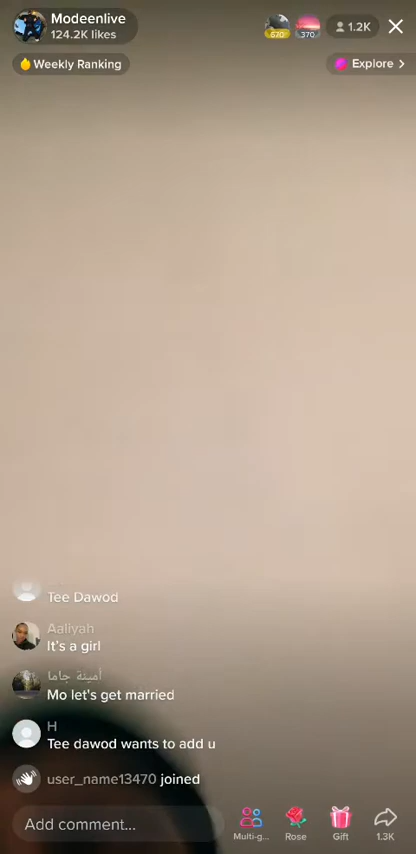 Modeenlive
124.2K likes
670
370
1.2K
Weekly Ranking
Explore >
Tee Dawod
Aaliyah
It's a girl
أمينة جاما
Mo let's get married
H
Tee dawod wants to add u
user_name13470 joined
Add comment...
Multi-g...
Rose
Gift
1.3K